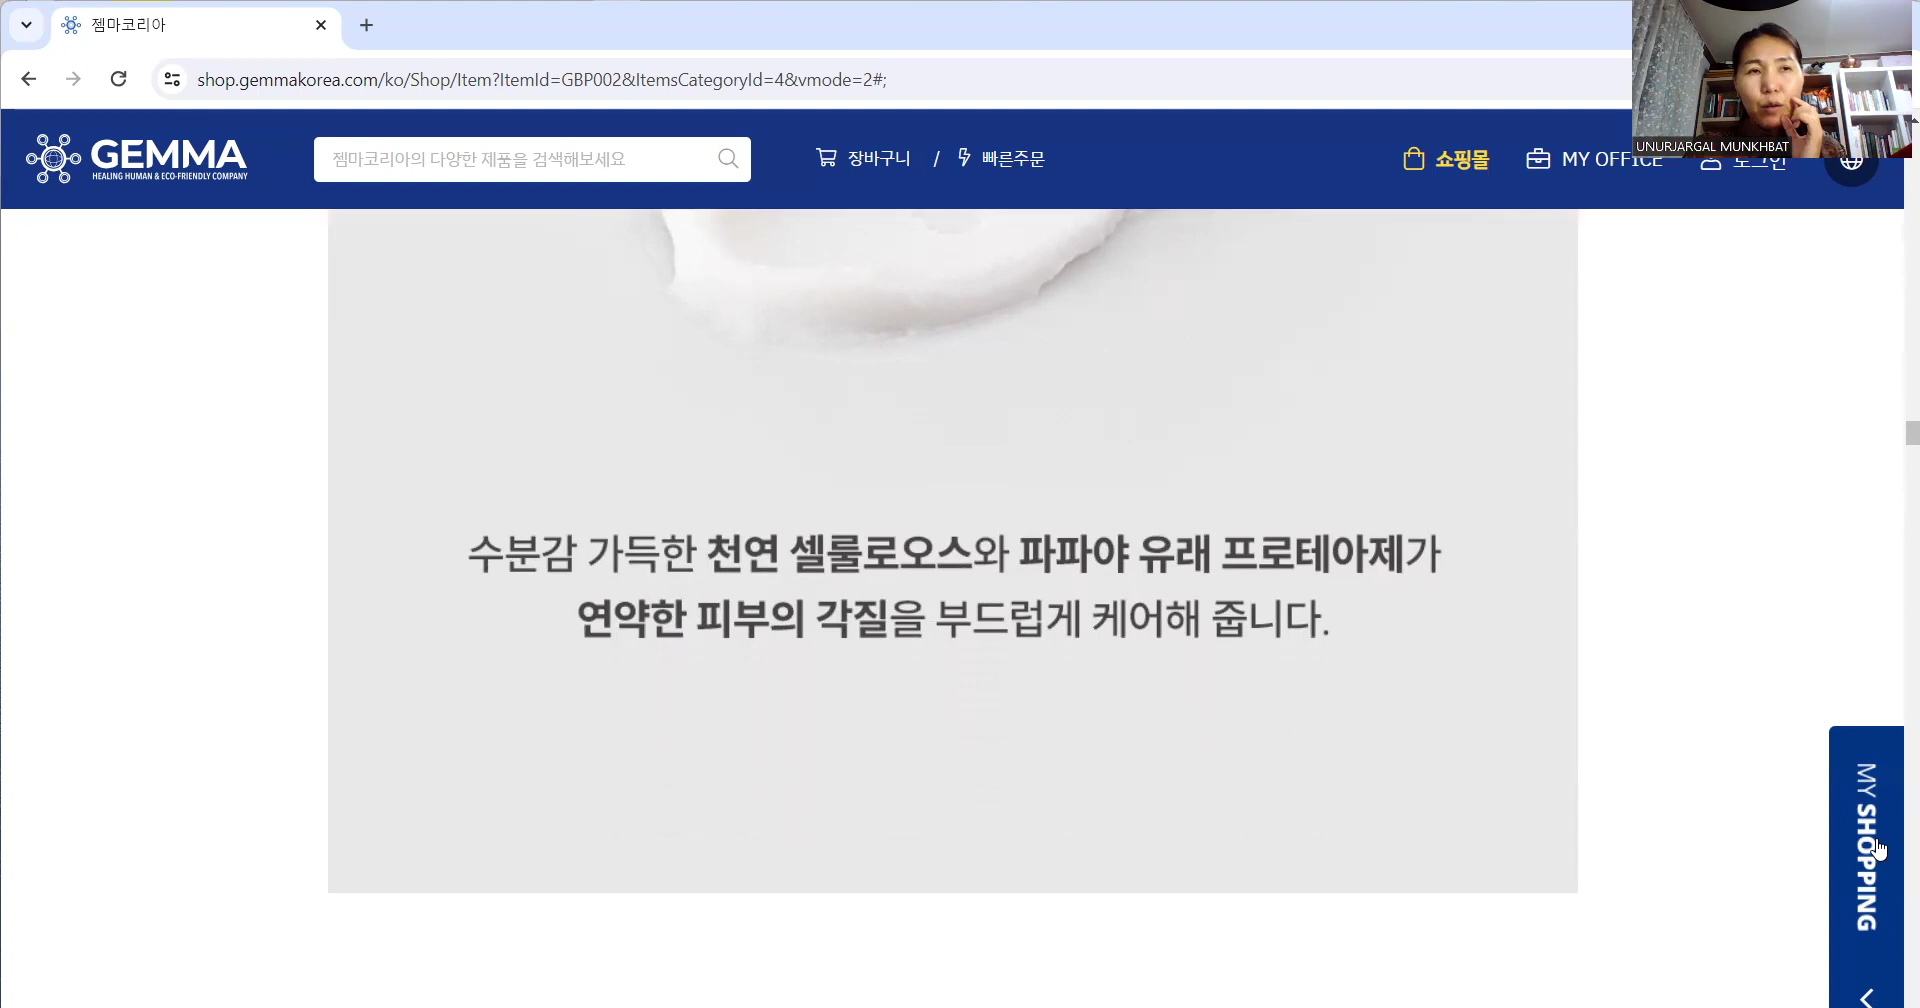 젬마코리아
shop.gemmakorea.com/ko/Shop/Item?ItemId=GBP002&ItemsCategoryId=4&vmode=2#;
GEMMA
HEALING HUMAN & ECO-FRIENDLY COMPANY
젬마코리아의 다양한 제품을 검색해보세요
장바구니 / 빠른주문
쇼핑몰
MY OFFICE
로그인
UNURJARGAL MUNKHBAT
수분감 가득한 천연 셀룰로오스와 파파야 유래 프로테아제가
연약한 피부의 각질을 부드럽게 케어해 줍니다.
MY SHOPPING